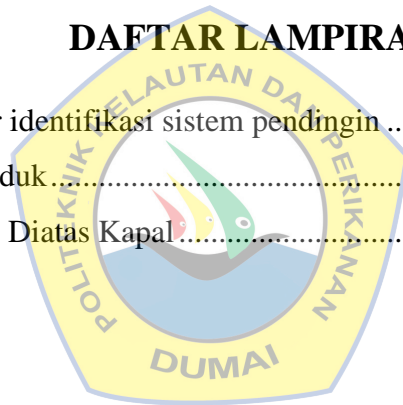 DAFTAR LAMPIRA
r identifikasi sistem pendingin ..
duk.......................................
Diatas Kapal.........................
POLITEKNIK KELAUTAN DAN PERIKANAN
DUMAI